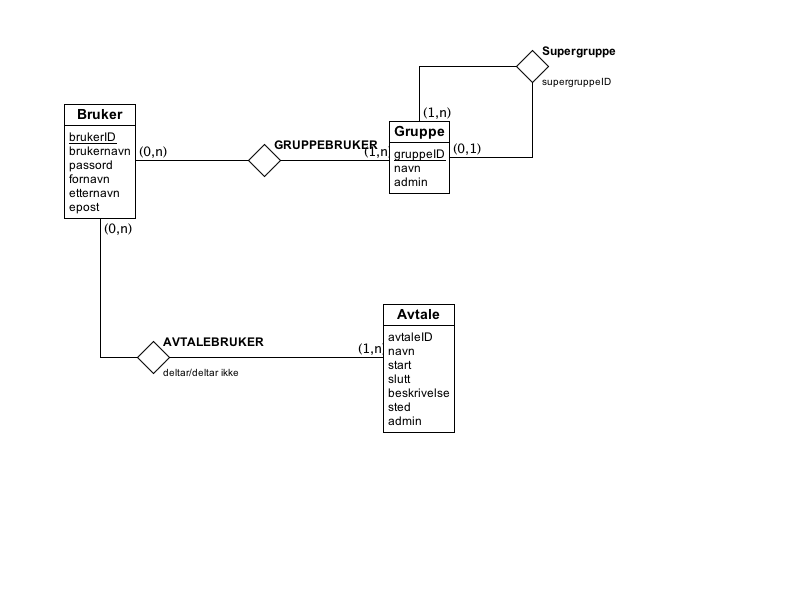 Supergruppe
supergruppeID
Bruker
brukerID
brukernavn
passord
fornavn
etternavn
epost
(0,n)
GRUPPEBRUKER
(1,n)
(1,n)
Gruppe
gruppeID
navn
admin
(0,1)
(0,n)
AVTALEBRUKER
deltar/deltar ikke
(1,n
Avtale
avtaleID
navn
start
slutt
beskrivelse
sted
admin